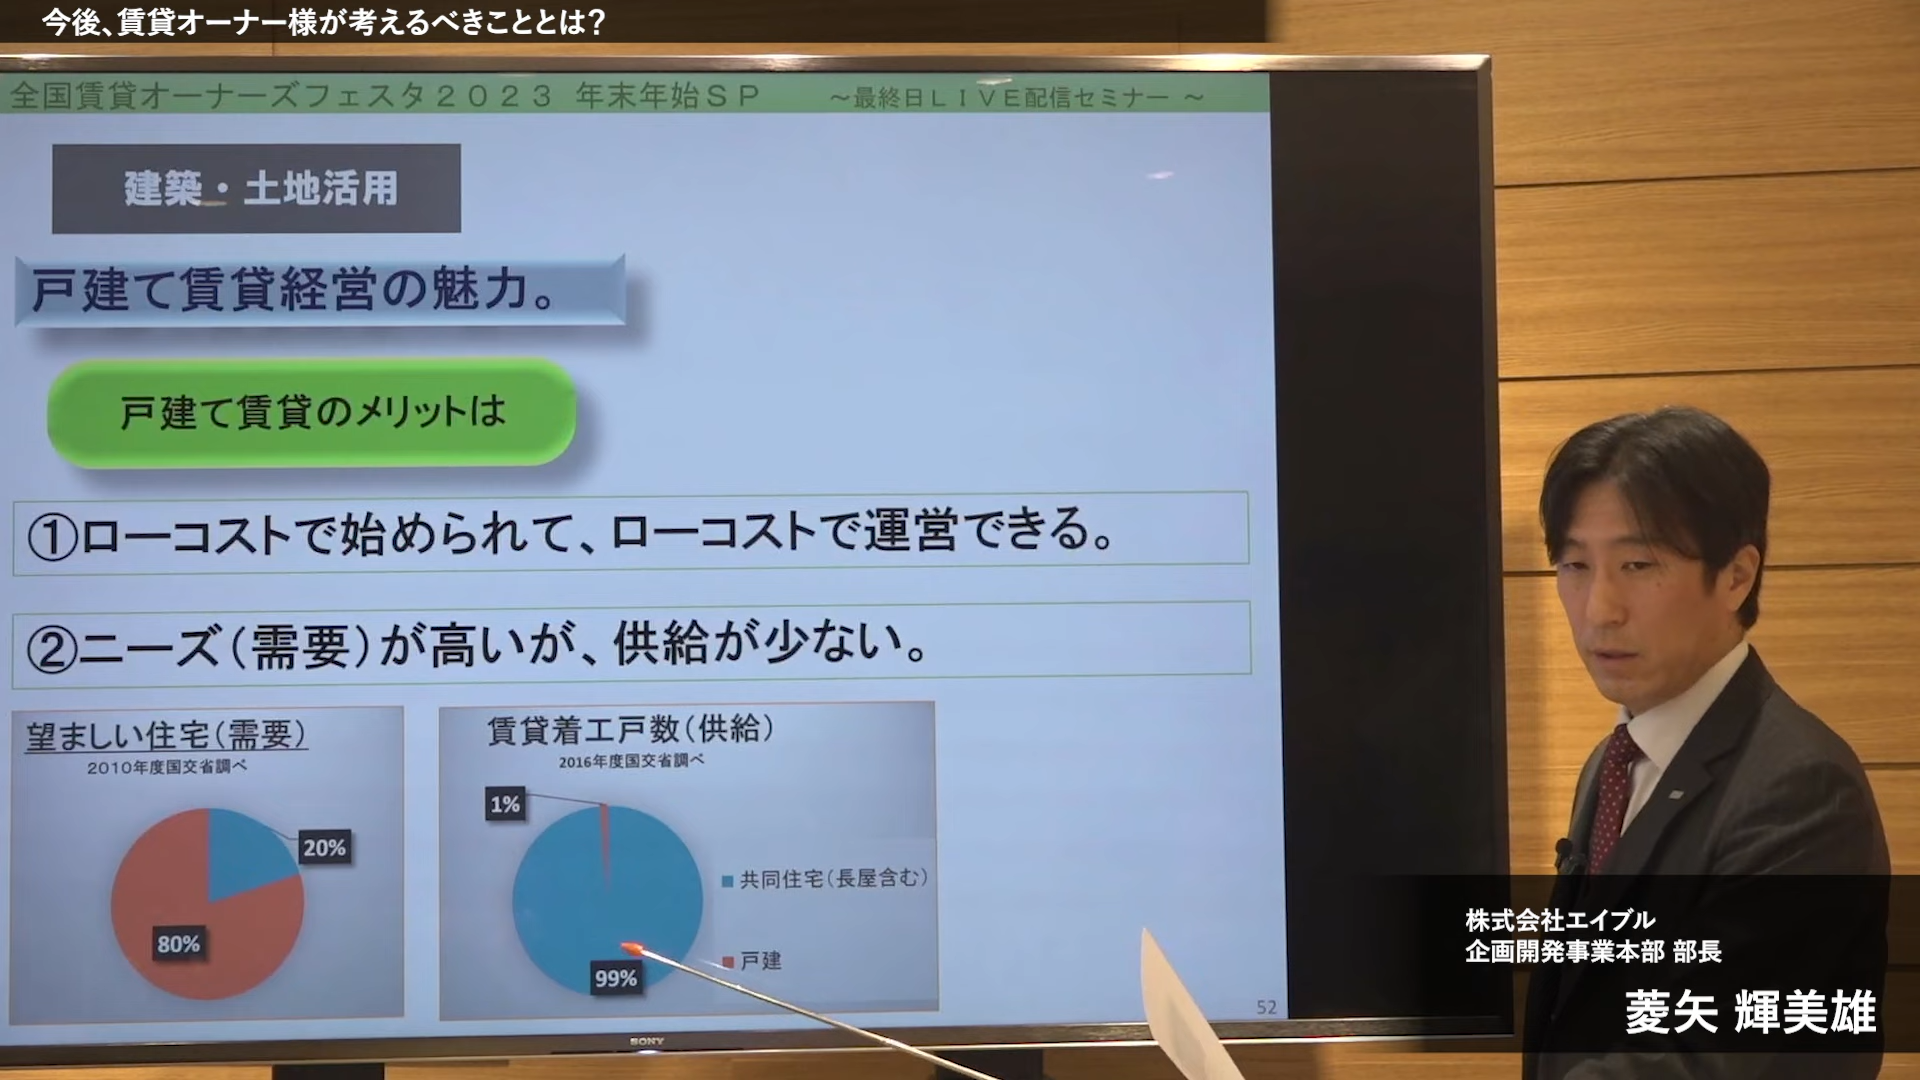 今後、賃貸オーナー様が考えるべきこととは?
全国賃貸オーナーズフェスタ2023 年末年始SP ～最終日LIVE配信セミナー ～
建築・土地活用
戸建て賃貸経営の魅力。
戸建て賃貸のメリットは
①ローコストで始められて、ローコストで運営できる。
②ニーズ(需要)が高いが、供給が少ない。
望ましい住宅(需要)
2010年度国交省調べ
20%
80%
賃貸着工戸数(供給)
2016年度国交省調べ
1%
99%
共同住宅(長屋含む)
戸建
52
SONY
株式会社エイブル
企画開発事業本部 部長
菱矢 輝美雄